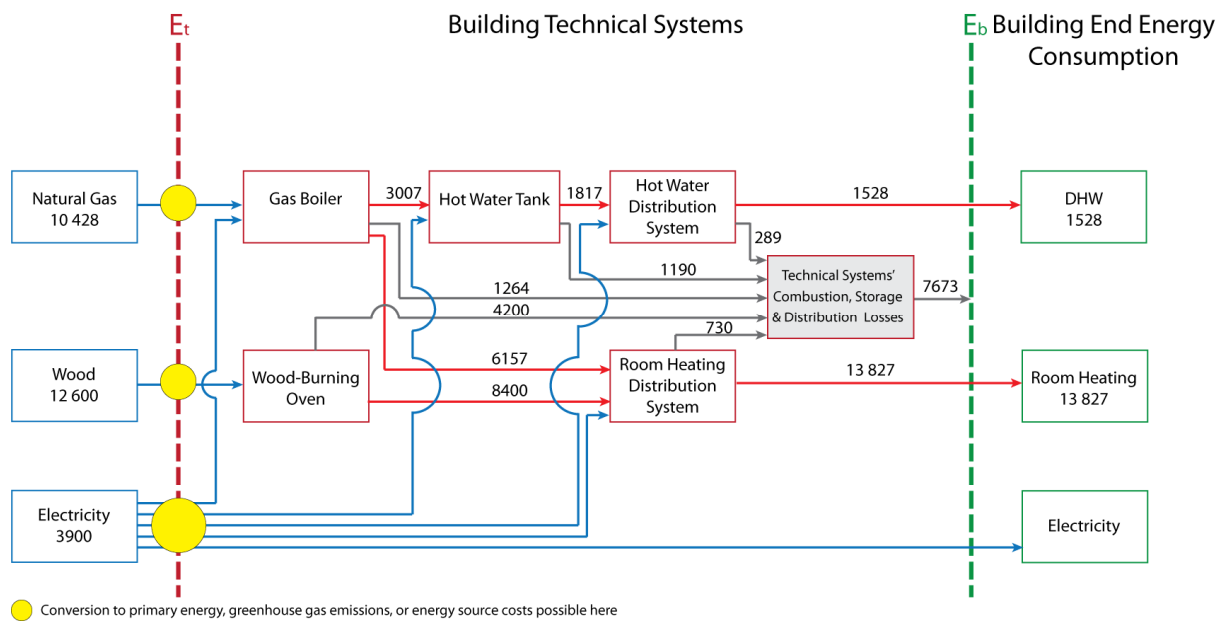 Et
Building Technical Systems
Eb Building End Energy
Consumption
Natural Gas
10 428
Gas Boiler
3007
Hot Water Tank
1817
Hot Water
Distribution
System
1528
DHW
1528
289
1190
1264
4200
Technical Systems'
Combustion, Storage
& Distribution Losses
7673
730
Wood
12 600
Wood-Burning
Oven
6157
8400
Room Heating
Distribution
System
13 827
Room Heating
13 827
Electricity
3900
Electricity
Conversion to primary energy, greenhouse gas emissions, or energy source costs possible here